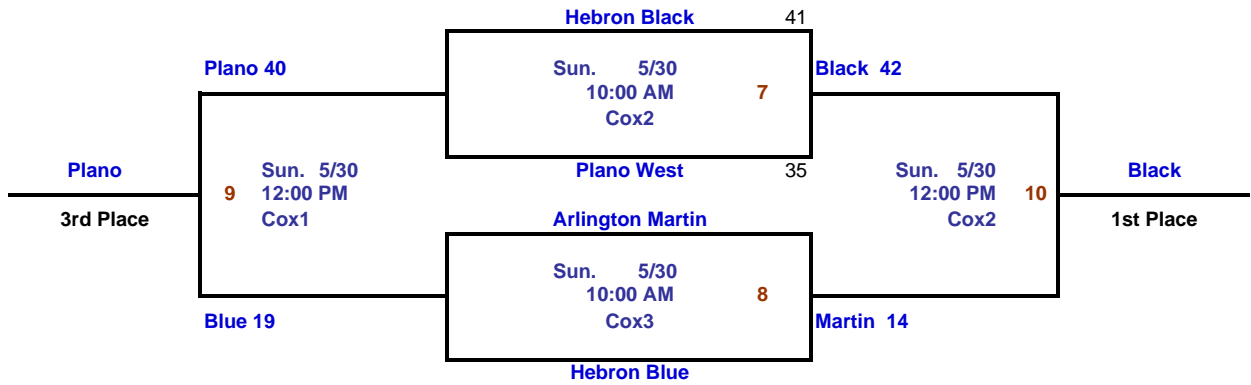 Hebron Black 41
Plano 40
Sun. 5/30
10:00 AM 7
Cox2
Black 42
Plano
3rd Place
9
Sun. 5/30
12:00 PM
Cox1
Plano West 35
Sun. 5/30
12:00 PM 10
Cox2
Black
1st Place
Arlington Martin
Sun. 5/30
10:00 AM 8
Cox3
Blue 19
Martin 14
Hebron Blue